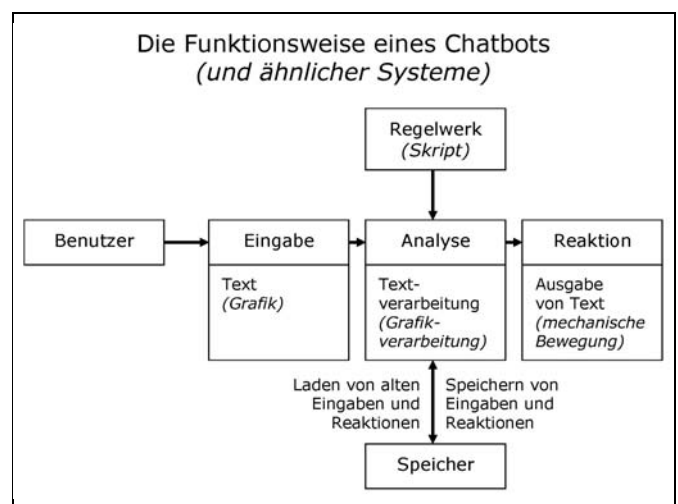 Die Funktionsweise eines Chatbots
(und ähnlicher Systeme)
Regelwerk
(Skript)
Benutzer
Eingabe
Text
(Grafik)
Analyse
Text-
verarbeitung
(Grafik-
verarbeitung)
Reaktion
Ausgabe
von Text
(mechanische
Bewegung)
Laden von alten
Eingaben und
Reaktionen
Speichern von
Eingaben und
Reaktionen
Speicher